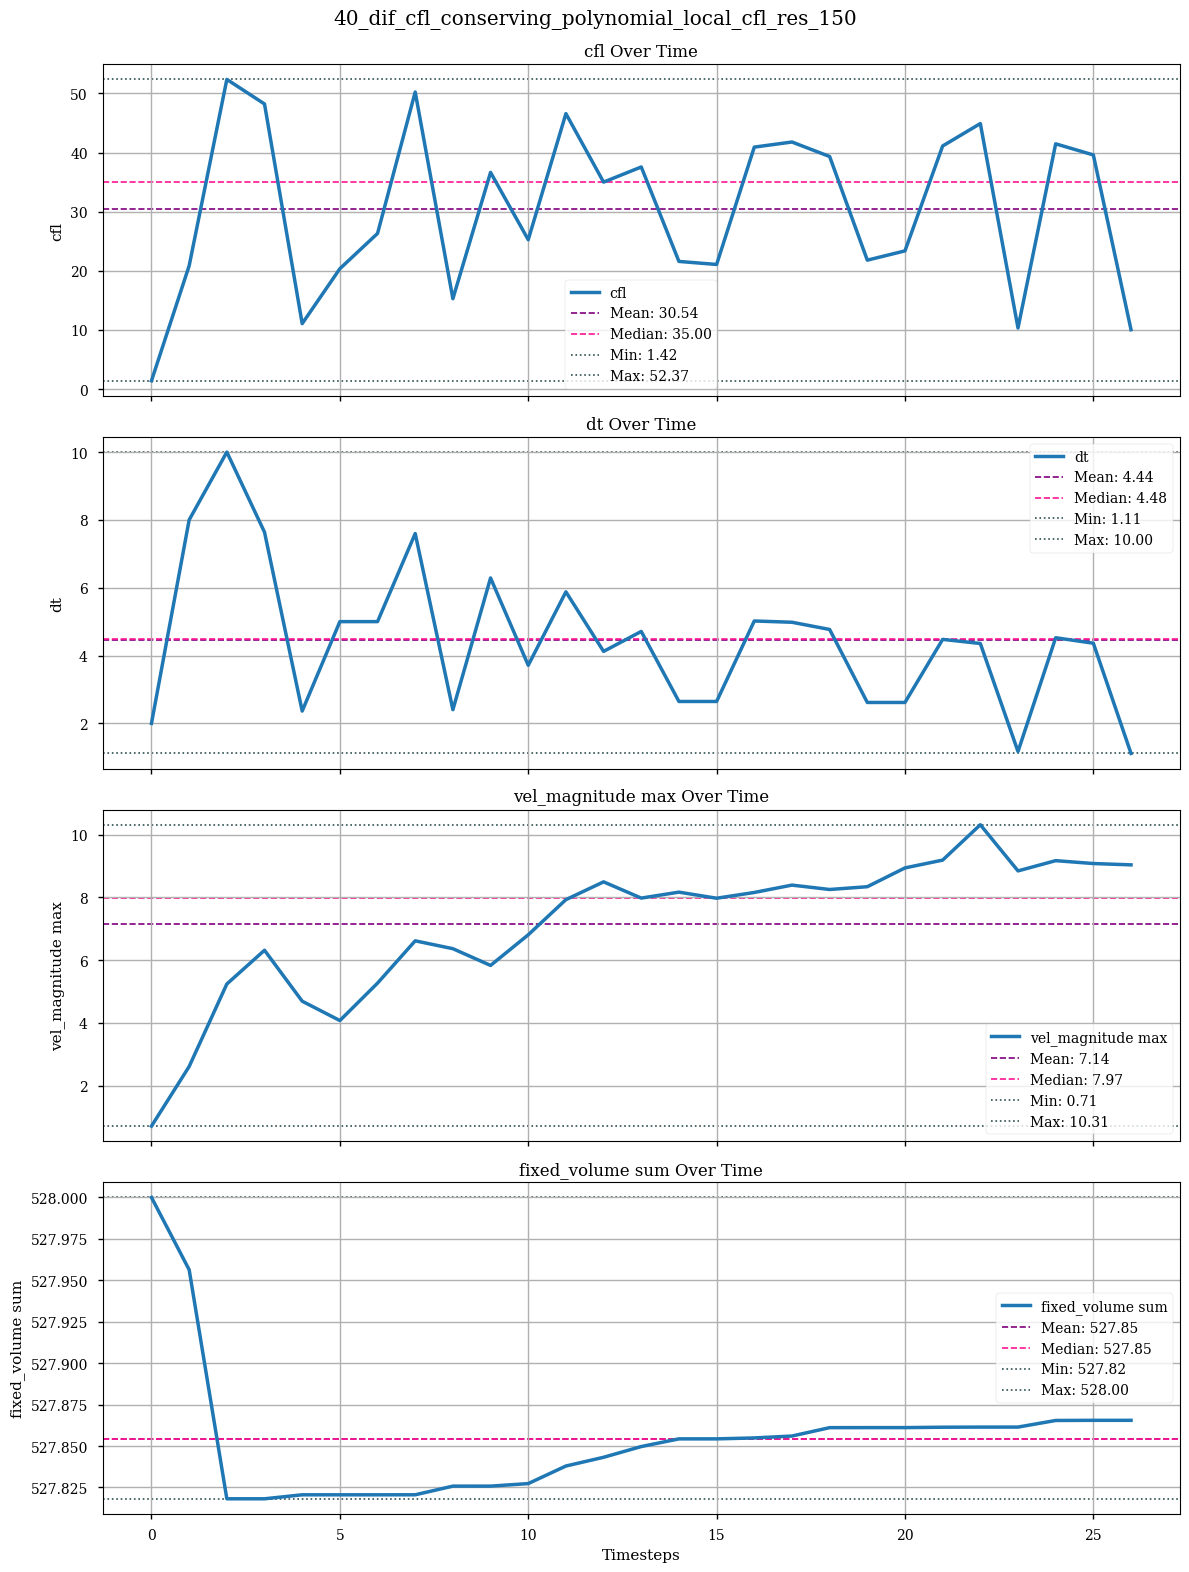 40_dif_cfl_conserving_polynomial_local_cfl_res_150
cfl Over Time
50
40
30
20
10
0
cfl
cfl
Mean: 30.54
Median: 35.00
Min: 1.42
Max: 52.37
dt Over Time
10
8
6
4
2
dt
dt
Mean: 4.44
Median: 4.48
Min: 1.11
Max: 10.00
vel_magnitude max Over Time
10
8
6
4
2
vel_magnitude max
vel_magnitude max
Mean: 7.14
Median: 7.97
Min: 0.71
Max: 10.31
fixed_volume sum Over Time
528.000
527.975
527.950
527.925
527.900
527.875
527.850
527.825
fixed_volume sum
fixed_volume sum
Mean: 527.85
Median: 527.85
Min: 527.82
Max: 528.00
0 5 10 15 20 25
Timesteps